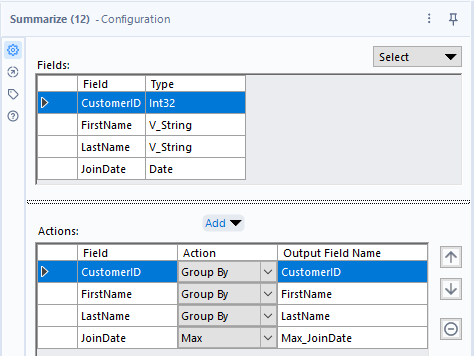 Summarize (12) - Configuration
Select
Fields:
Field Type
CustomerID Int32
FirstName V_String
LastName V_String
JoinDate Date
Add
Actions:
Field Action Output Field Name
CustomerID Group By CustomerID
FirstName Group By FirstName
LastName Group By LastName
JoinDate Max Max_JoinDate